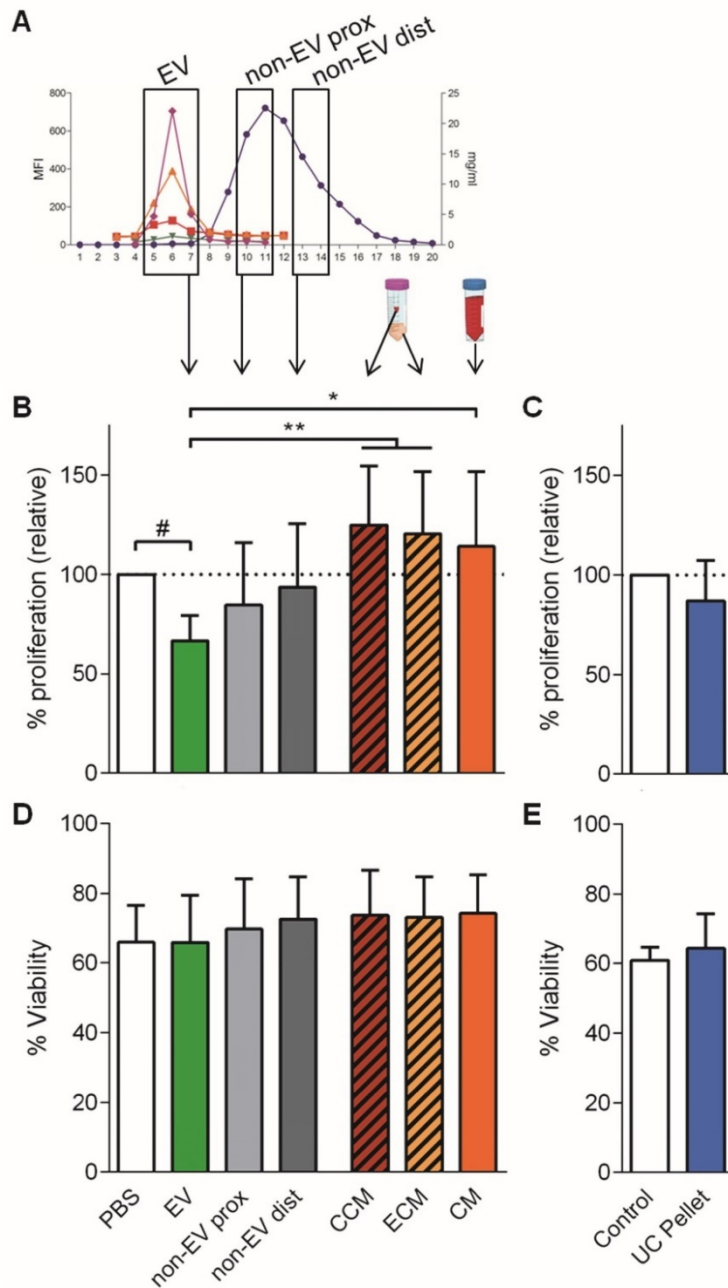 A
EV
non-EV prox
non-EV dist
800
600
400
200
0
MFI
25
20
15
10
5
0
mg/ml
1 2 3 4 5 6 7 8 9 10 11 12 13 14 15 16 17 18 19 20
B
*
**
#
% proliferation (relative)
150
100
50
0
C
% proliferation (relative)
150
100
50
0
D
% Viability
100
80
60
40
20
0
PBS
EV
non-EV prox
non-EV dist
CCM
ECM
CM
E
% Viability
100
80
60
40
20
0
Control
UC Pellet